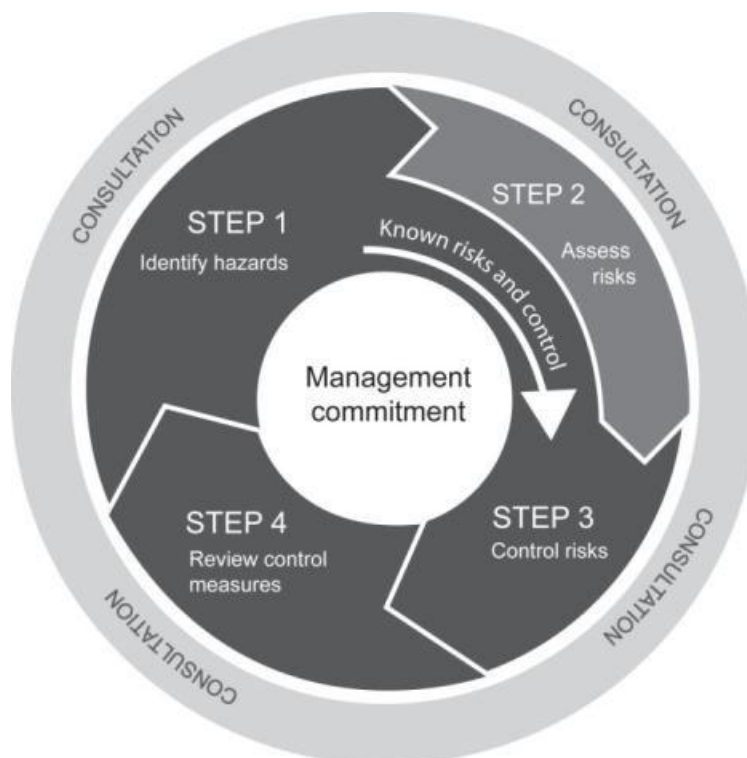 CONSULTATION
CONSULTATION
STEP 1
Identify hazards
STEP 2
Assess
risks
Known risks and control
Management
commitment
STEP 3
Control risks
STEP 4
Review control
measures
CONSULTATION
CONSULTATION